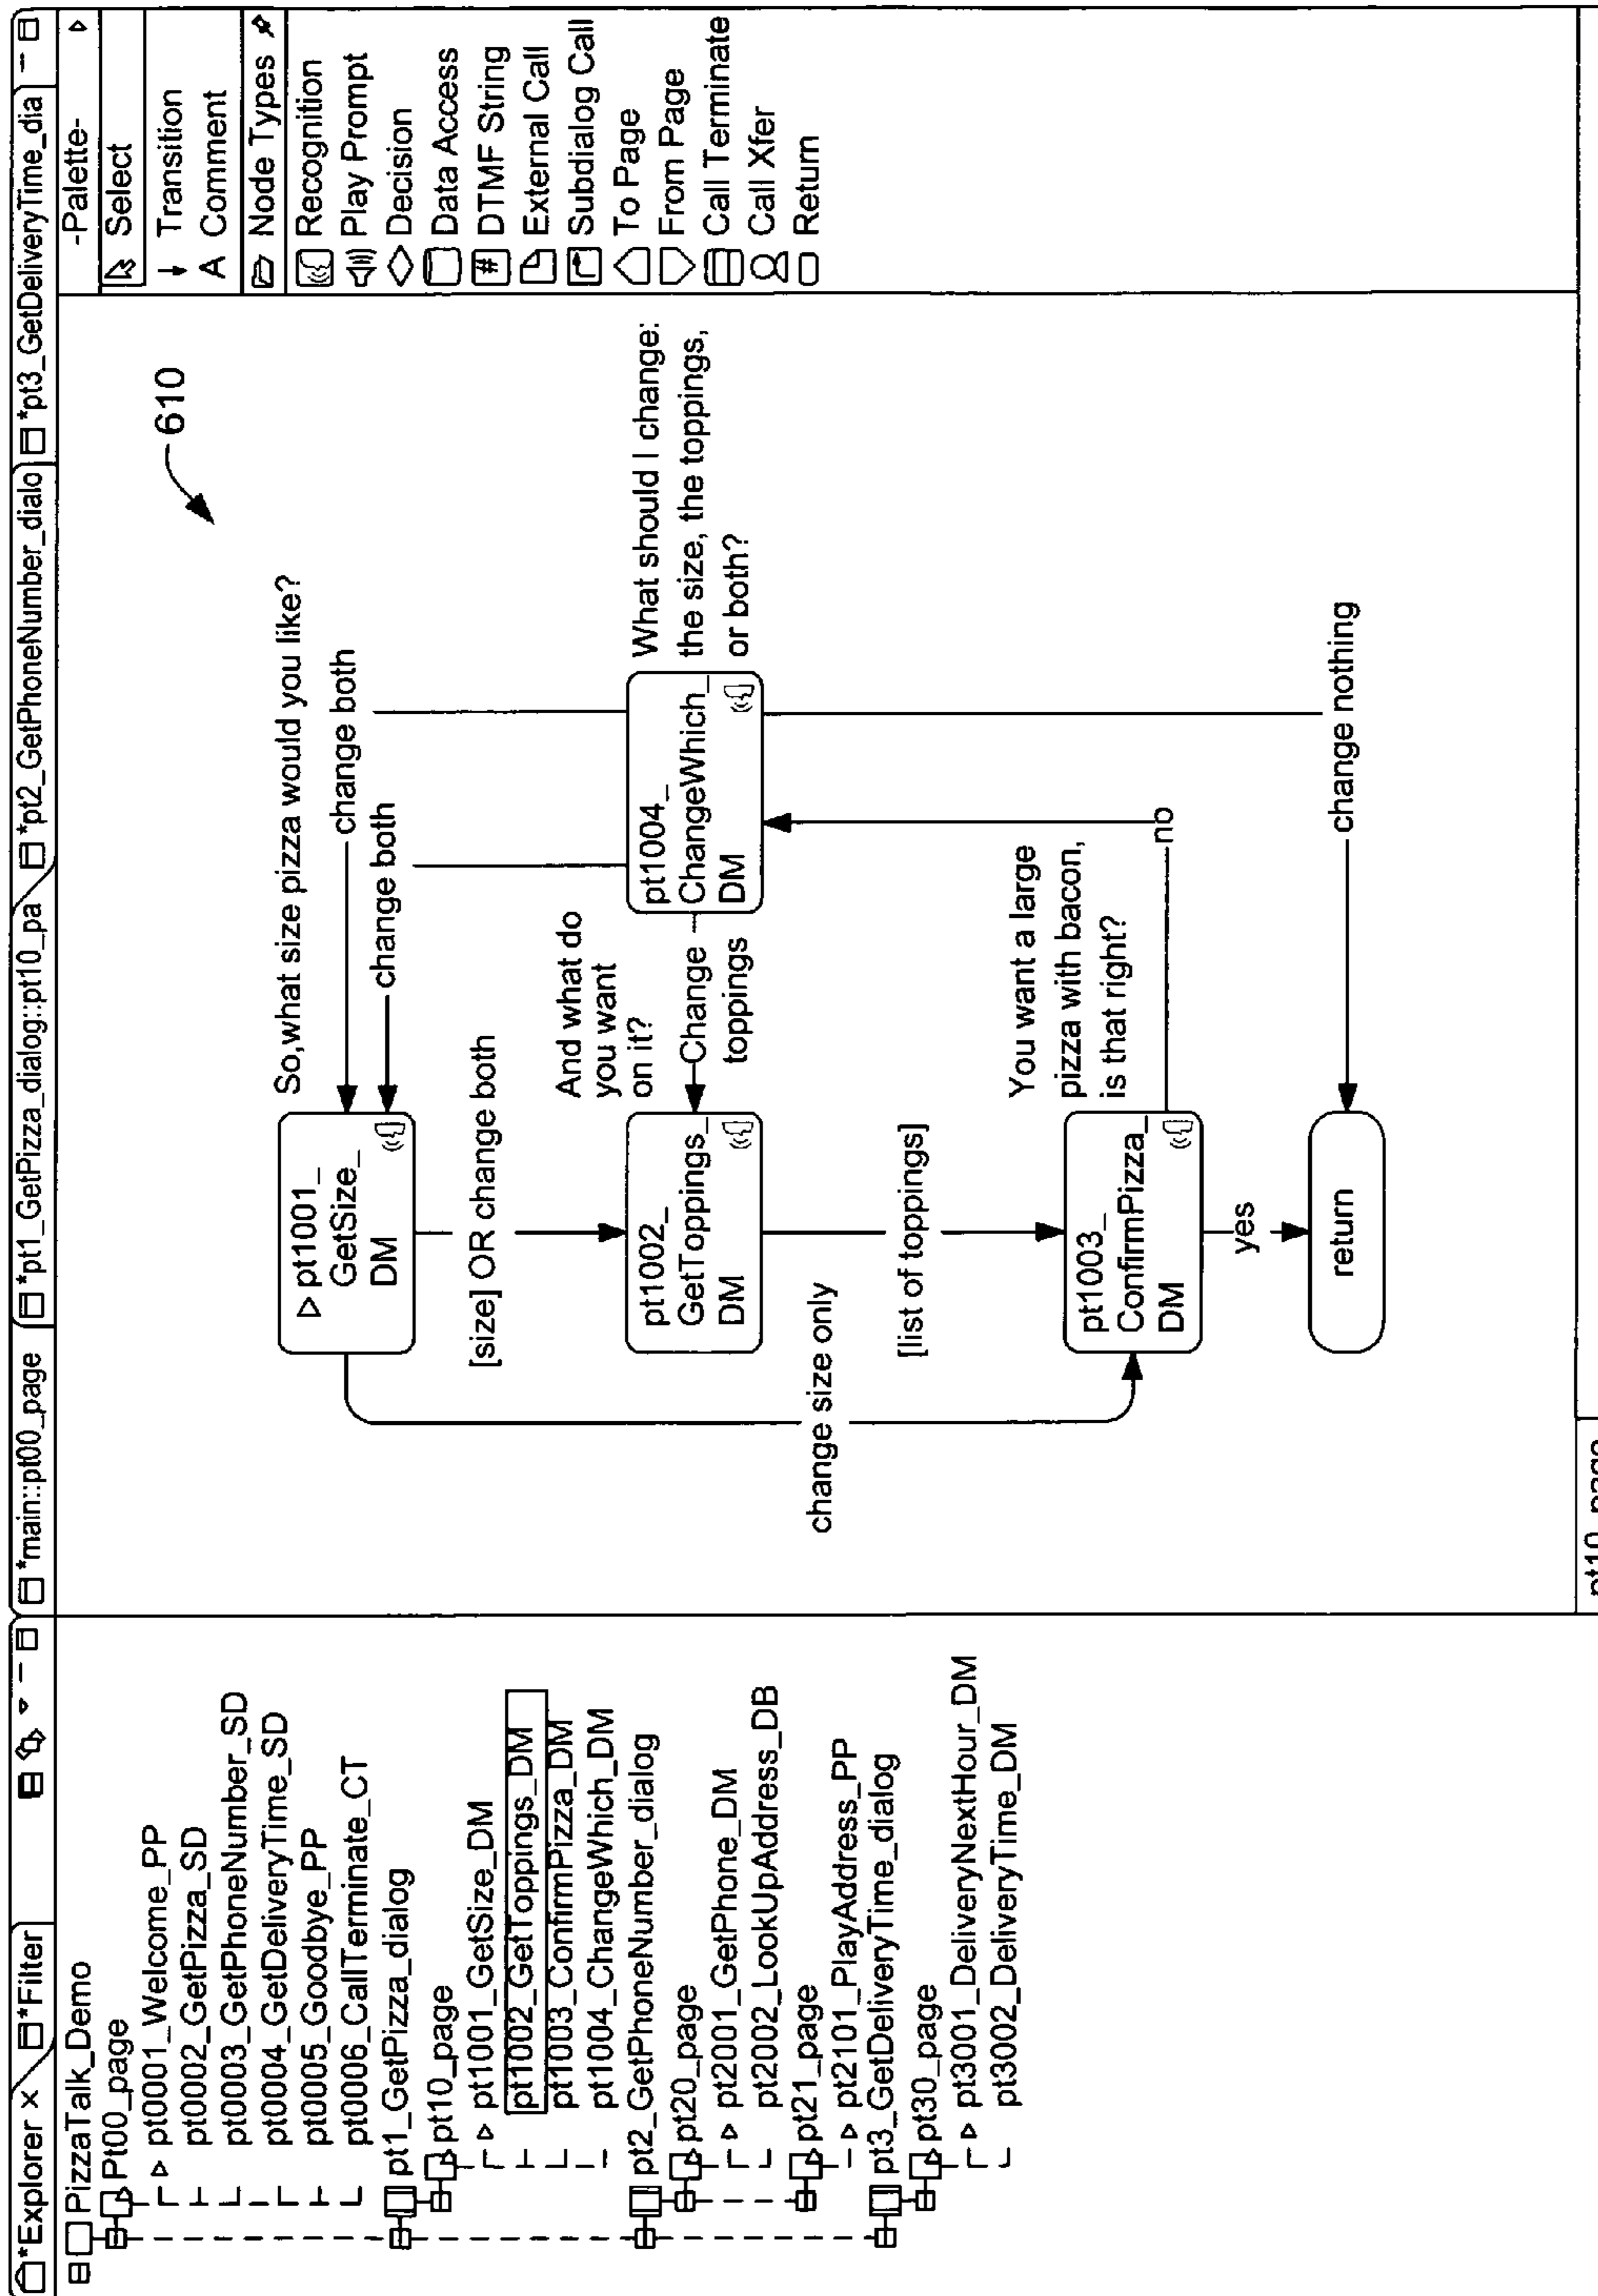 *Explorer × *Filter
PizzaTalk_Demo
Pt00_page
pt0001_Welcome_PP
pt0002_GetPizza_SD
pt0003_GetPhoneNumber_SD
pt0004_GetDeliveryTime_SD
pt0005_Goodbye_PP
pt0006_CallTerminate_CT
pt1_GetPizza_dialog
pt10_page
pt1001_GetSize_DM
pt1002_GetToppings_DM
pt1003_ConfirmPizza_DM
pt1004_ChangeWhich_DM
pt2_GetPhoneNumber_dialog
pt20_page
pt2001_GetPhone_DM
pt2002_LookUpAddress_DB
pt21_page
pt2101_PlayAddress_PP
pt3_GetDeliveryTime_dialog
pt30_page
pt3001_DeliveryNextHour_DM
pt3002_DeliveryTime_DM
*main::pt00_page *pt1_GetPizza_dialog::pt10_pa *pt2_GetPhoneNumber_dialo *pt3_GetDeliveryTime_dia
610
So,what size pizza would you like?
pt1001_
GetSize_
DM
change both
change both
[size] OR change both
And what do
you want
on it?
pt1002_
GetToppings_
DM
Change
toppings
pt1004_
ChangeWhich_
DM
What should I change:
the size, the toppings,
or both?
change size only
[list of toppings]
You want a large
pizza with bacon,
is that right?
pt1003_
ConfirmPizza_
DM
no
yes
return
change nothing
pt10_page
-Palette-
Select
Transition
A Comment
Node Types
Recognition
Play Prompt
Decision
Data Access
# DTMF String
External Call
Subdialog Call
To Page
From Page
Call Terminate
Call Xfer
Return